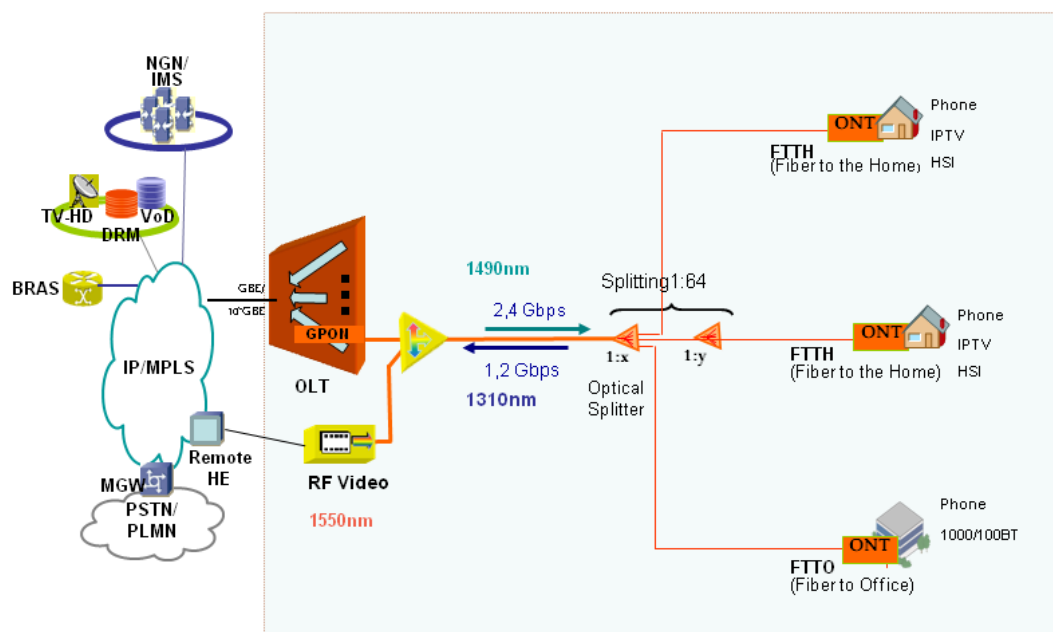 NGN/
IMS
TV-HD
VoD
DRM
BRAS
IP/MPLS
MGW
PSTN/
PLMN
Remote
HE
GBE/
10*GBE
GPON
OLT
RF Video
1550nm
1490nm
2,4 Gbps
1,2 Gbps
1310nm
Splitting1:64
1:x
1:y
Optical
Splitter
ONT
Phone
IPTV
HSI
FTTH
(Fiber to the Home)
ONT
Phone
IPTV
HSI
FTTH
(Fiber to the Home)
ONT
Phone
1000/100BT
FTTO
(Fiber to Office)